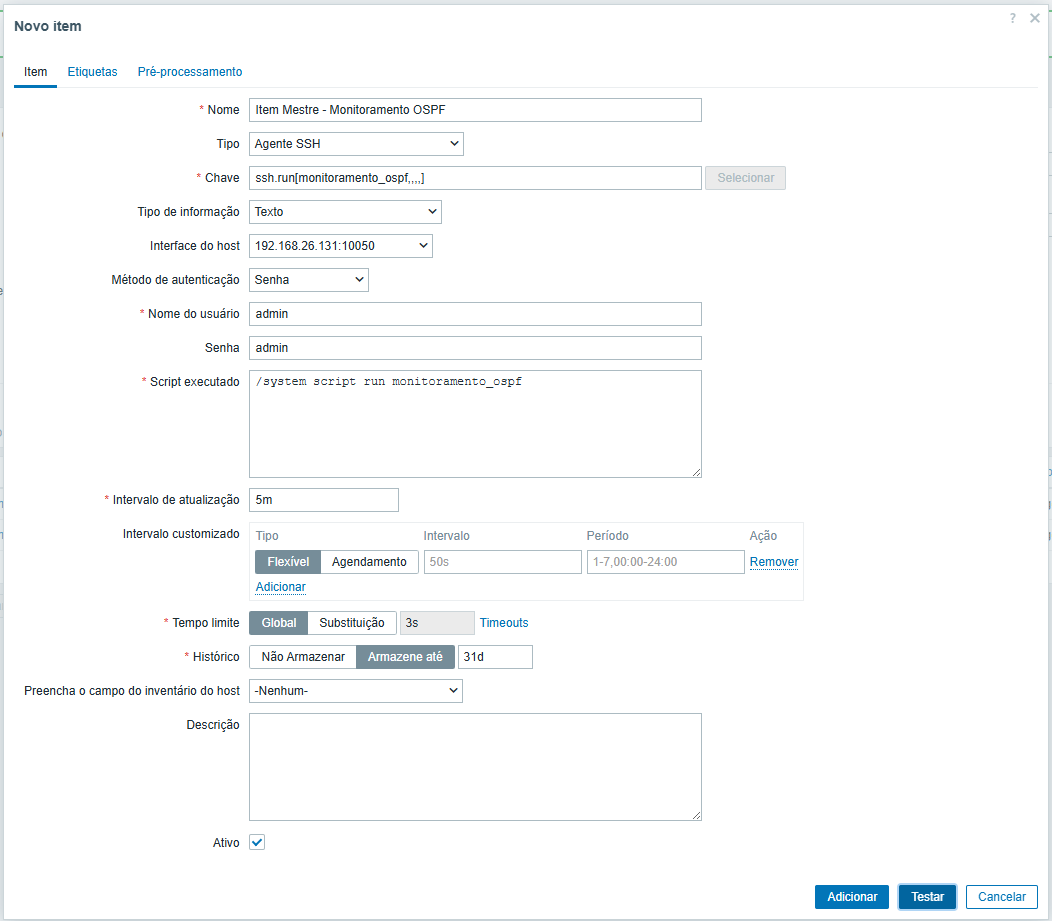 Novo item
? ×
Item Etiquetas Pré-processamento
* Nome Item Mestre - Monitoramento OSPF
Tipo Agente SSH
* Chave ssh.run[monitoramento_ospf,,,,] Selecionar
Tipo de informação Texto
Interface do host 192.168.26.131:10050
Método de autenticação Senha
* Nome do usuário admin
Senha admin
* Script executado /system script run monitoramento_ospf
* Intervalo de atualização 5m
Intervalo customizado Tipo Intervalo Período Ação
Flexível Agendamento 50s 1-7,00:00-24:00 Remover
Adicionar
* Tempo limite Global Substituição 3s Timeouts
* Histórico Não Armazenar Armazene até 31d
Preencha o campo do inventário do host -Nenhum-
Descrição
Ativo
Adicionar Testar Cancelar